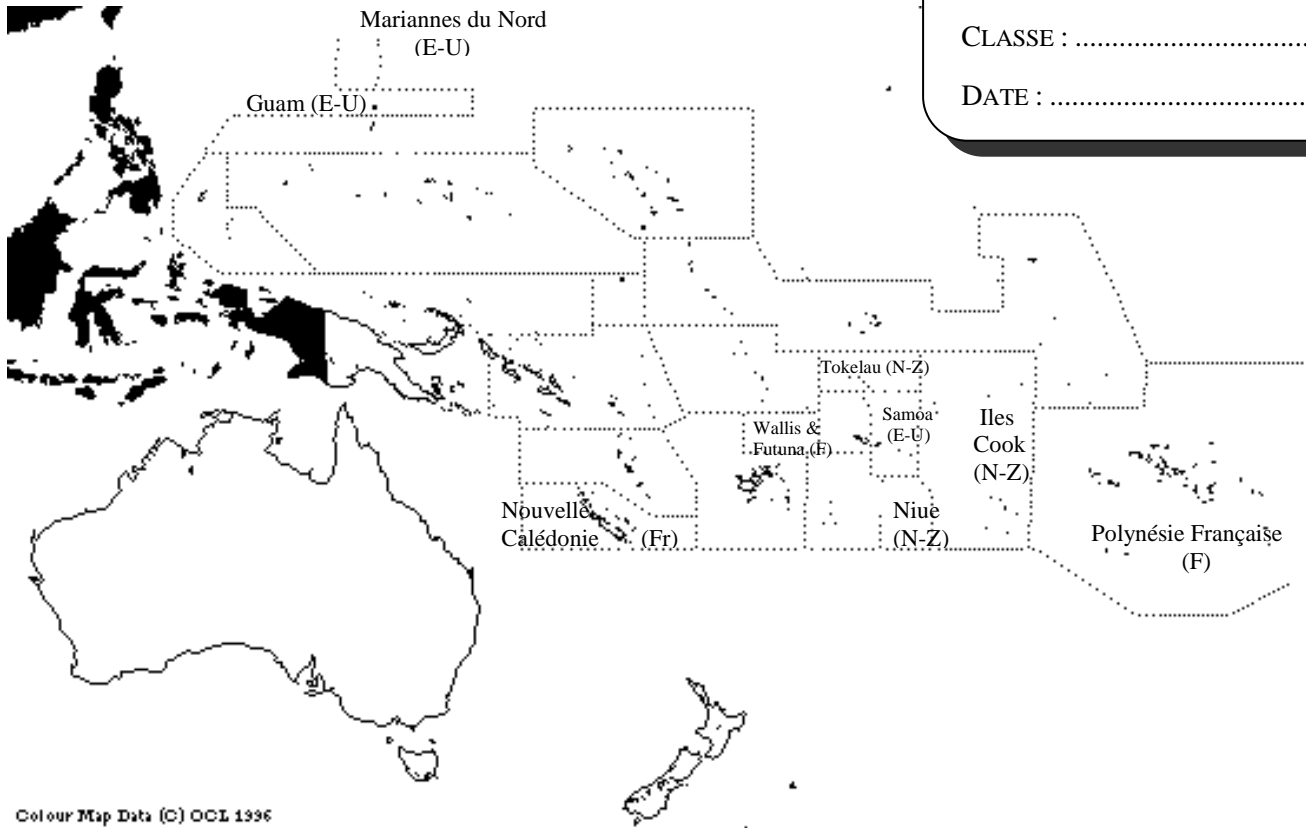 Mariannes du Nord
(E-U)
CLASSE : ...................................
DATE : .......................................
Guam (E-U)
Tokelau (N-Z)
Wallis &
Futuna (F)
Samoa
(E-U)
Iles
Cook
(N-Z)
Nouvelle
Calédonie (Fr)
Niue
(N-Z)
Polynésie Française
(F)
Colour Map Data (C) OCL 1996